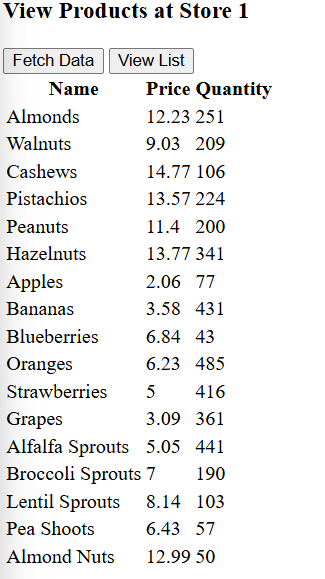 View Products at Store 1
Fetch Data View List
Name Price Quantity
Almonds 12.23 251
Walnuts 9.03 209
Cashews 14.77 106
Pistachios 13.57 224
Peanuts 11.4 200
Hazelnuts 13.77 341
Apples 2.06 77
Bananas 3.58 431
Blueberries 6.84 43
Oranges 6.23 485
Strawberries 5 416
Grapes 3.09 361
Alfalfa Sprouts 5.05 441
Broccoli Sprouts 7 190
Lentil Sprouts 8.14 103
Pea Shoots 6.43 57
Almond Nuts 12.99 50